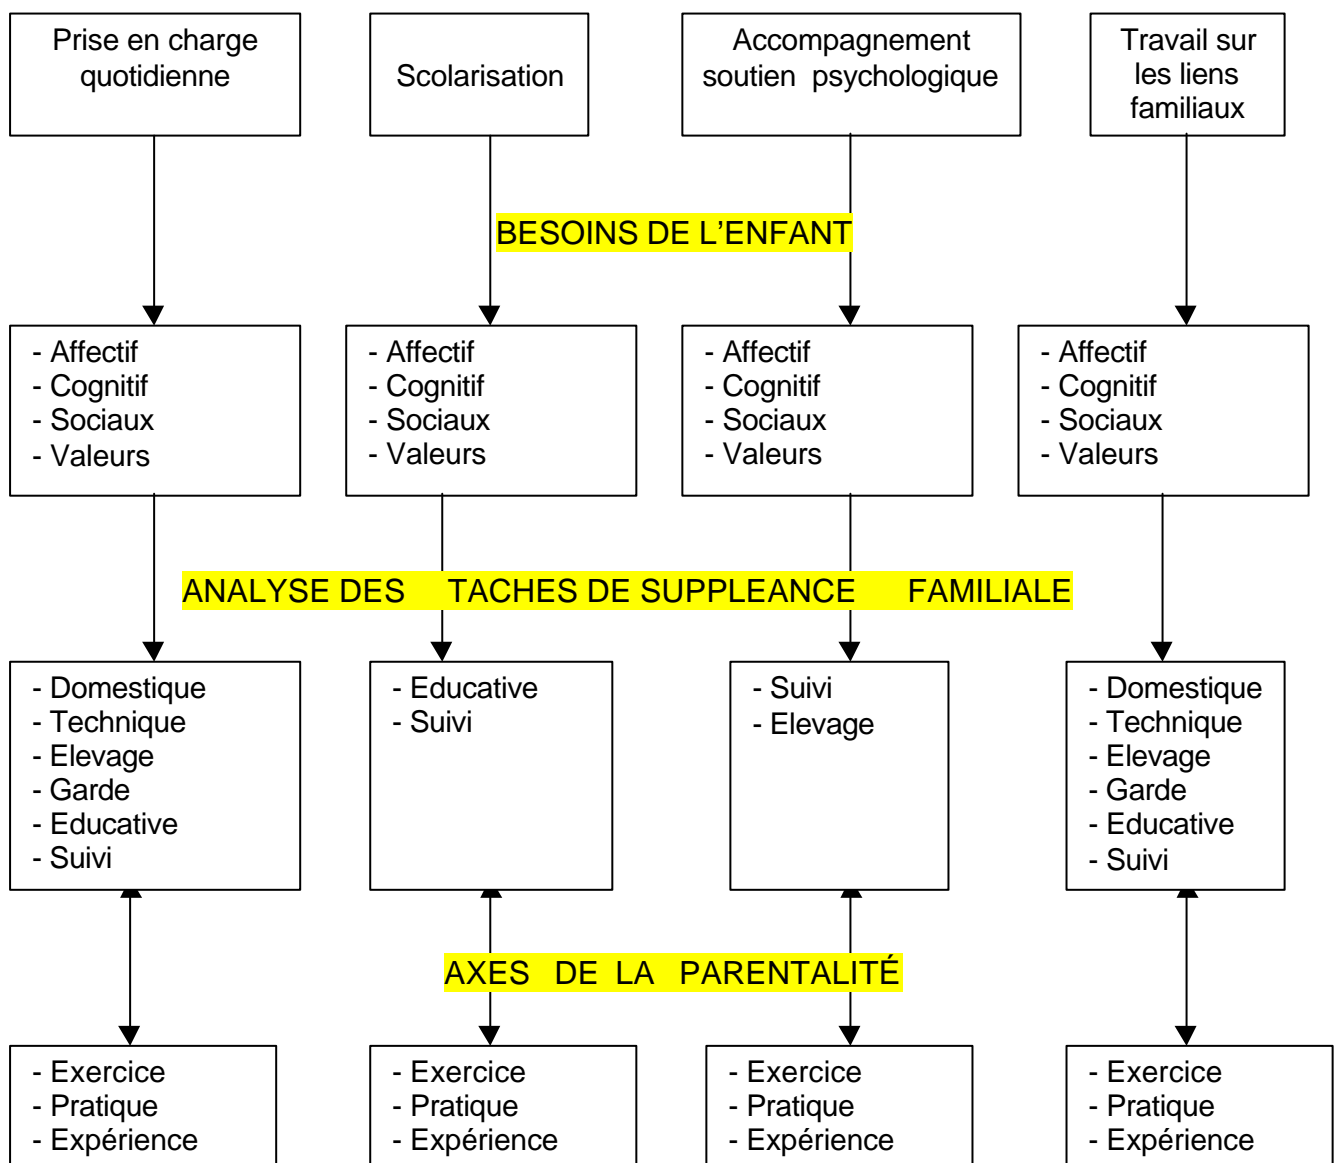 Prise en charge
quotidienne
Scolarisation
Accompagnement
soutien psychologique
Travail sur
les liens
familiaux
BESOINS DE L'ENFANT
- Affectif
- Cognitif
- Sociaux
- Valeurs
- Affectif
- Cognitif
- Sociaux
- Valeurs
- Affectif
- Cognitif
- Sociaux
- Valeurs
- Affectif
- Cognitif
- Sociaux
- Valeurs
ANALYSE DES TACHES DE SUPPLEANCE FAMILIALE
- Domestique
- Technique
- Elevage
- Garde
- Educative
- Suivi
- Educative
- Suivi
- Suivi
- Elevage
- Domestique
- Technique
- Elevage
- Garde
- Educative
- Suivi
AXES DE LA PARENTALITÉ
- Exercice
- Pratique
- Expérience
- Exercice
- Pratique
- Expérience
- Exercice
- Pratique
- Expérience
- Exercice
- Pratique
- Expérience